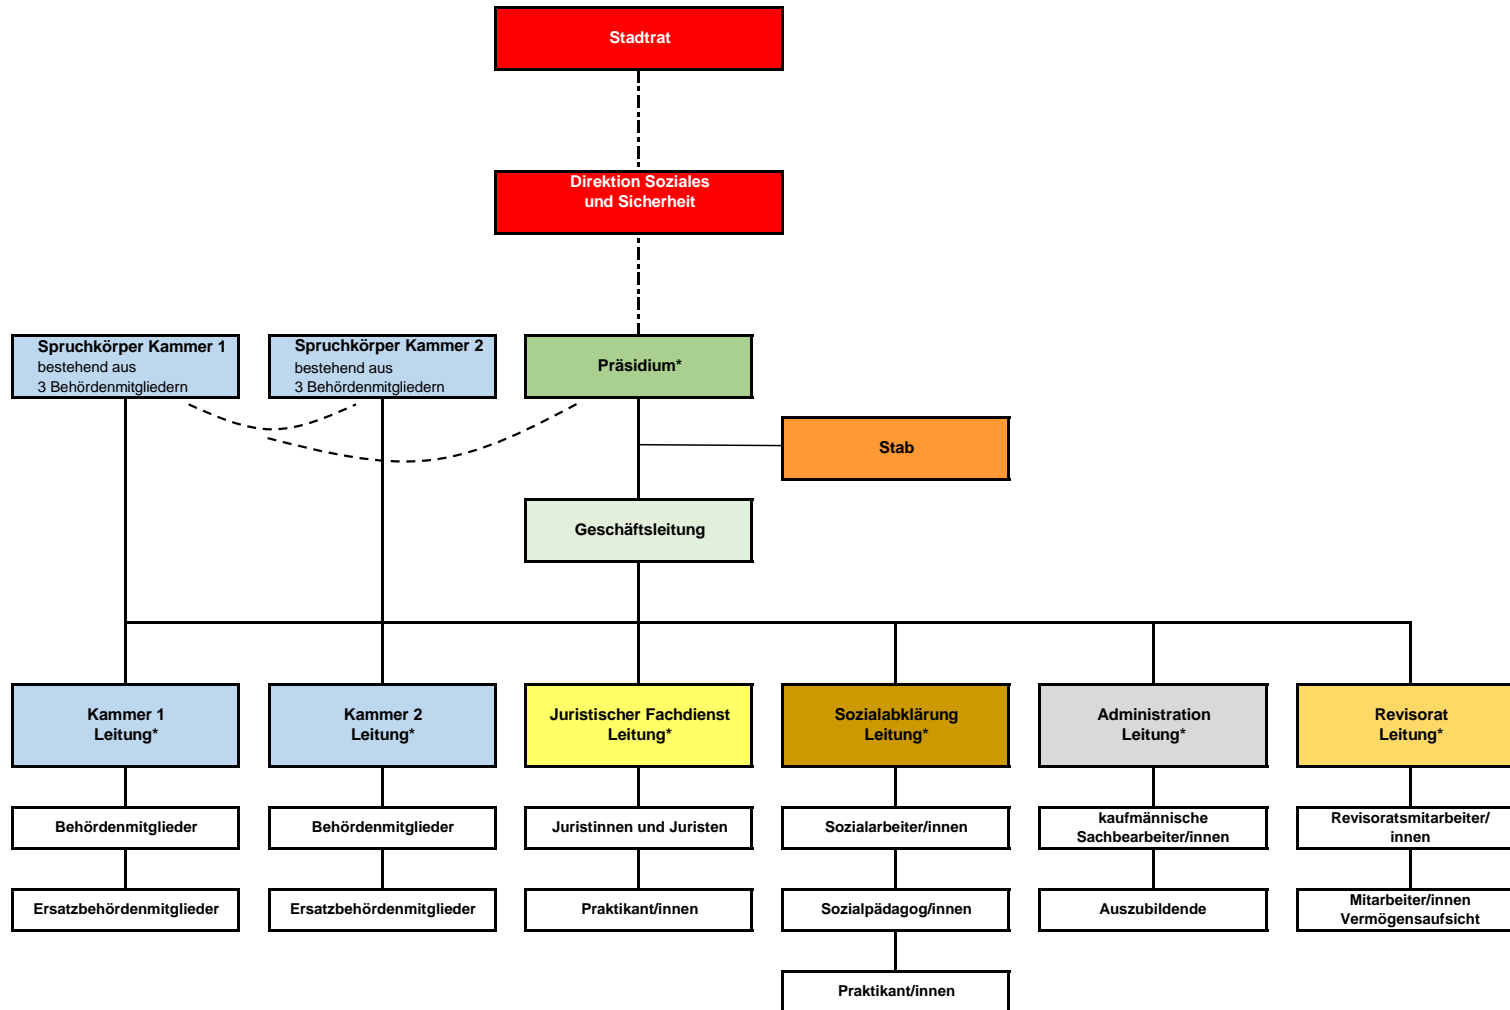 Stadtrat
Direktion Soziales
und Sicherheit
Spruchkörper Kammer 1
bestehend aus
3 Behördenmitgliedern
Spruchkörper Kammer 2
bestehend aus
3 Behördenmitgliedern
Präsidium*
Stab
Geschäftsleitung
Kammer 1
Leitung*
Kammer 2
Leitung*
Juristischer Fachdienst
Leitung*
Sozialabklärung
Leitung*
Administration
Leitung*
Revisorat
Leitung*
Behördenmitglieder
Behördenmitglieder
Juristinnen und Juristen
Sozialarbeiter/innen
kaufmännische
Sachbearbeiter/innen
Revisoratsmitarbeiter/
innen
Ersatzbehördenmitglieder
Ersatzbehördenmitglieder
Praktikant/innen
Sozialpädagog/innen
Auszubildende
Mitarbeiter/innen
Vermögensaufsicht
Praktikant/innen